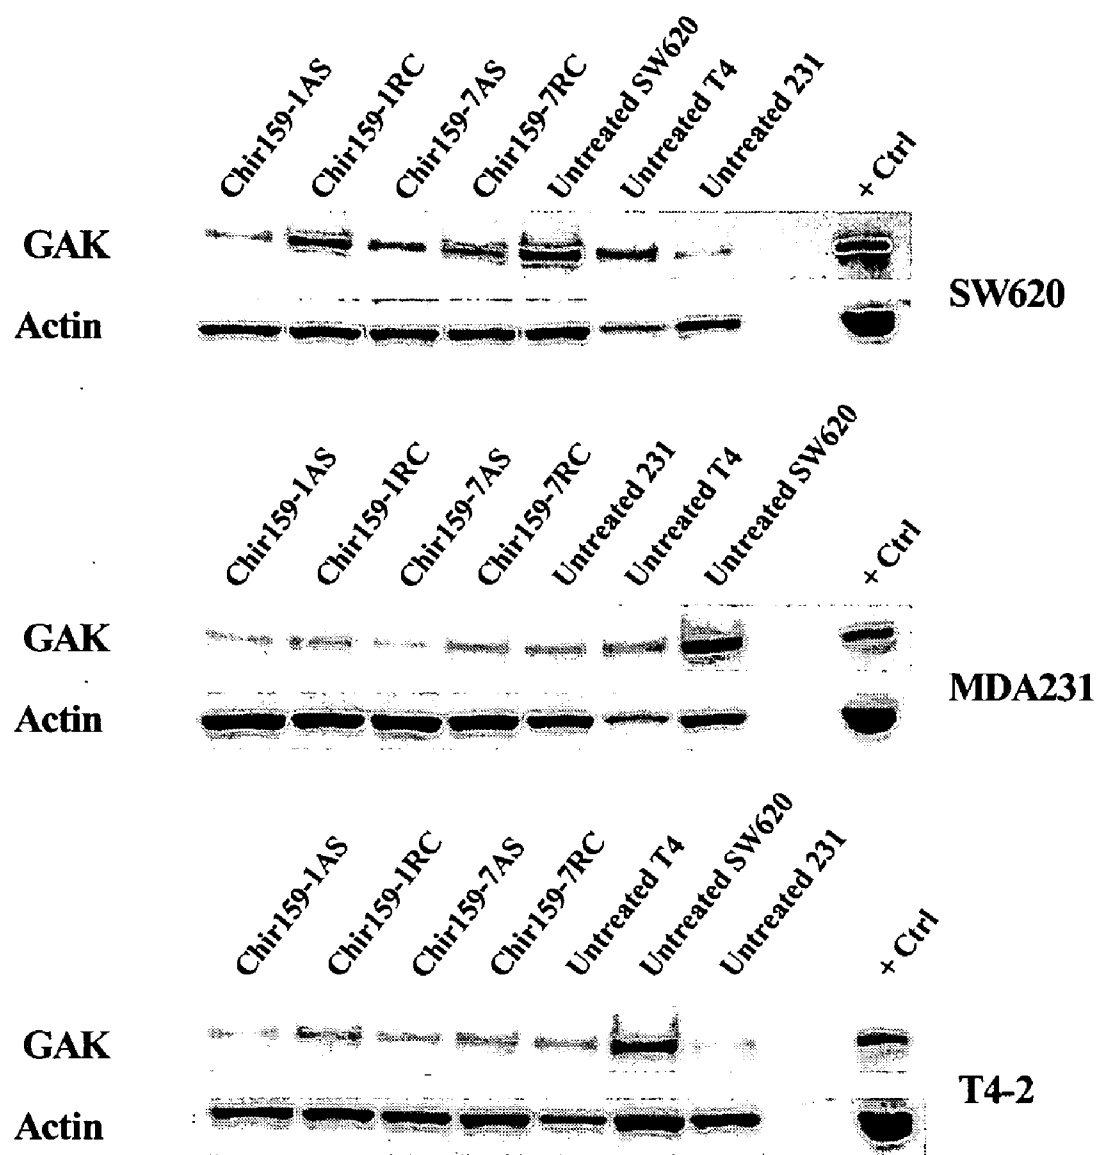 Chir159-1AS
Chir159-1RC
Chir159-7AS
Chir159-7RC
Untreated SW620
Untreated T4
Untreated 231
+ Ctrl
GAK
SW620
Actin
Chir159-1AS
Chir159-1RC
Chir159-7AS
Chir159-7RC
Untreated 231
Untreated T4
Untreated SW620
+ Ctrl
GAK
MDA231
Actin
Chir159-1AS
Chir159-1RC
Chir159-7AS
Chir159-7RC
Untreated T4
Untreated SW620
Untreated 231
+ Ctrl
GAK
T4-2
Actin